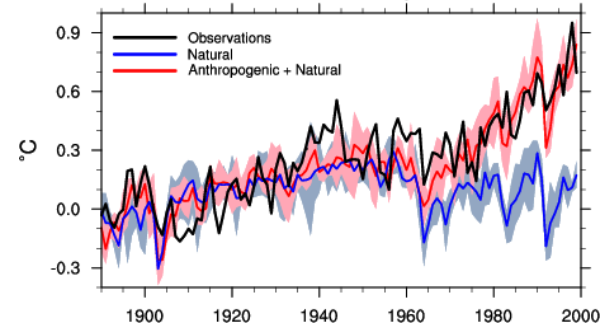 0.9
0.6
0.3
0.0
-0.3
°C
Observations
Natural
Anthropogenic + Natural
1900 1920 1940 1960 1980 2000